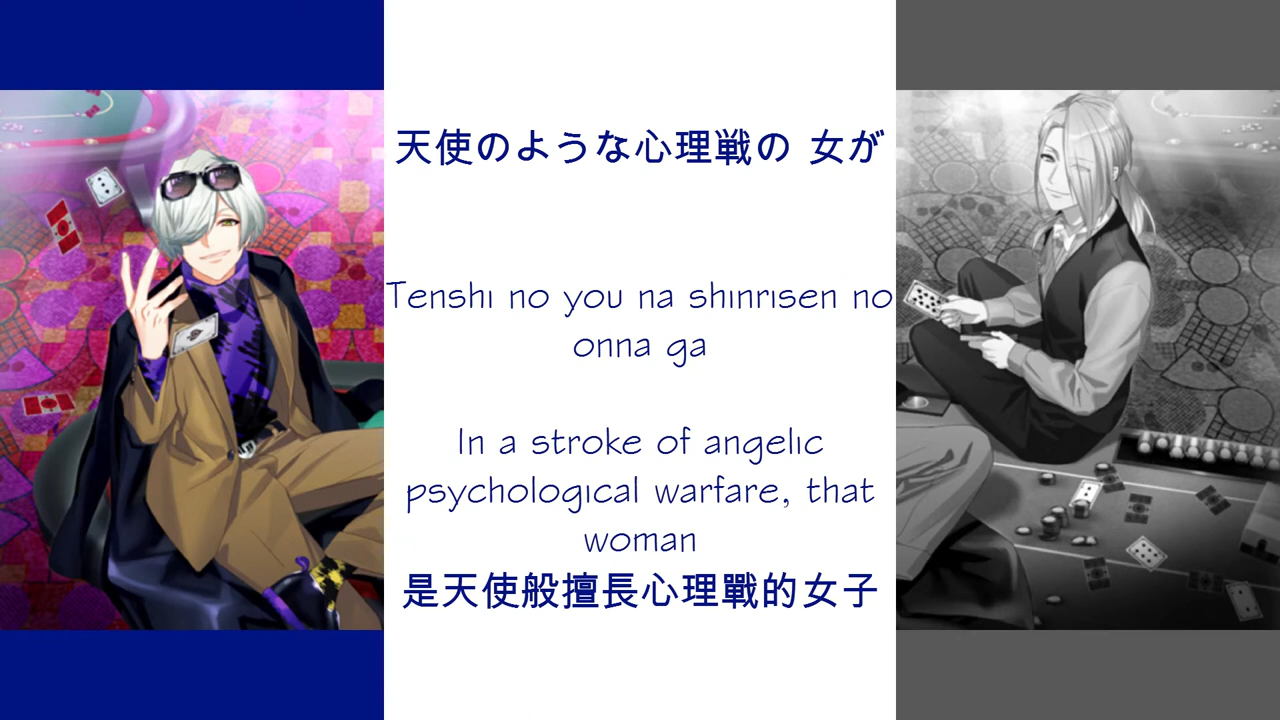 天使のような心理戦の 女が
Tenshi no you na shinrisen no
onna ga
In a stroke of angelic
psychological warfare, that
woman
是天使般擅長心理戰的女子